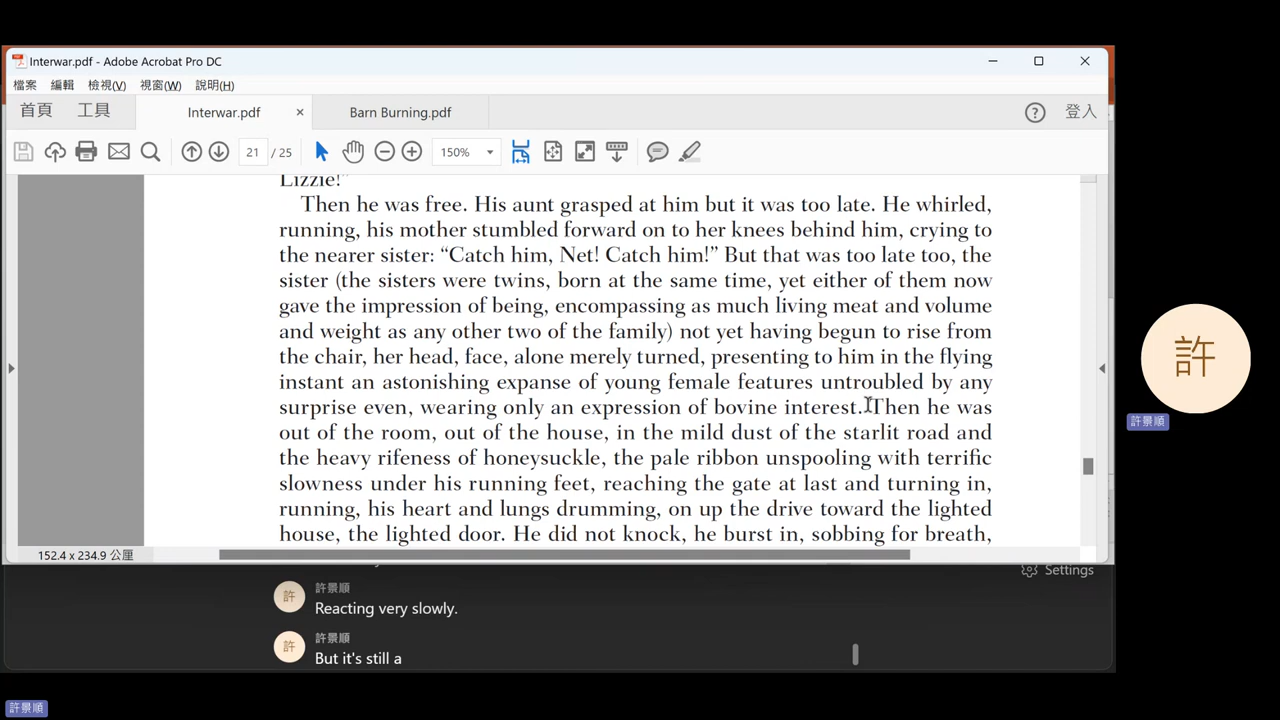 Interwar.pdf - Adobe Acrobat Pro DC
檔案 編輯 檢視(V) 視窗(W) 說明(H)
首頁 工具 Interwar.pdf × Barn Burning.pdf ? 登入
21 / 25 150%
Lizzie!”
Then he was free. His aunt grasped at him but it was too late. He whirled,
running, his mother stumbled forward on to her knees behind him, crying to
the nearer sister: “Catch him, Net! Catch him!” But that was too late too, the
sister (the sisters were twins, born at the same time, yet either of them now
gave the impression of being, encompassing as much living meat and volume
and weight as any other two of the family) not yet having begun to rise from
the chair, her head, face, alone merely turned, presenting to him in the flying
instant an astonishing expanse of young female features untroubled by any
surprise even, wearing only an expression of bovine interest. Then he was
out of the room, out of the house, in the mild dust of the starlit road and
the heavy rifeness of honeysuckle, the pale ribbon unspooling with terrific
slowness under his running feet, reaching the gate at last and turning in,
running, his heart and lungs drumming, on up the drive toward the lighted
house, the lighted door. He did not knock, he burst in, sobbing for breath,
152.4 x 234.9 公厘
Settings
許 許景順
Reacting very slowly.
許 許景順
But it's still a
許
許景順
許景順